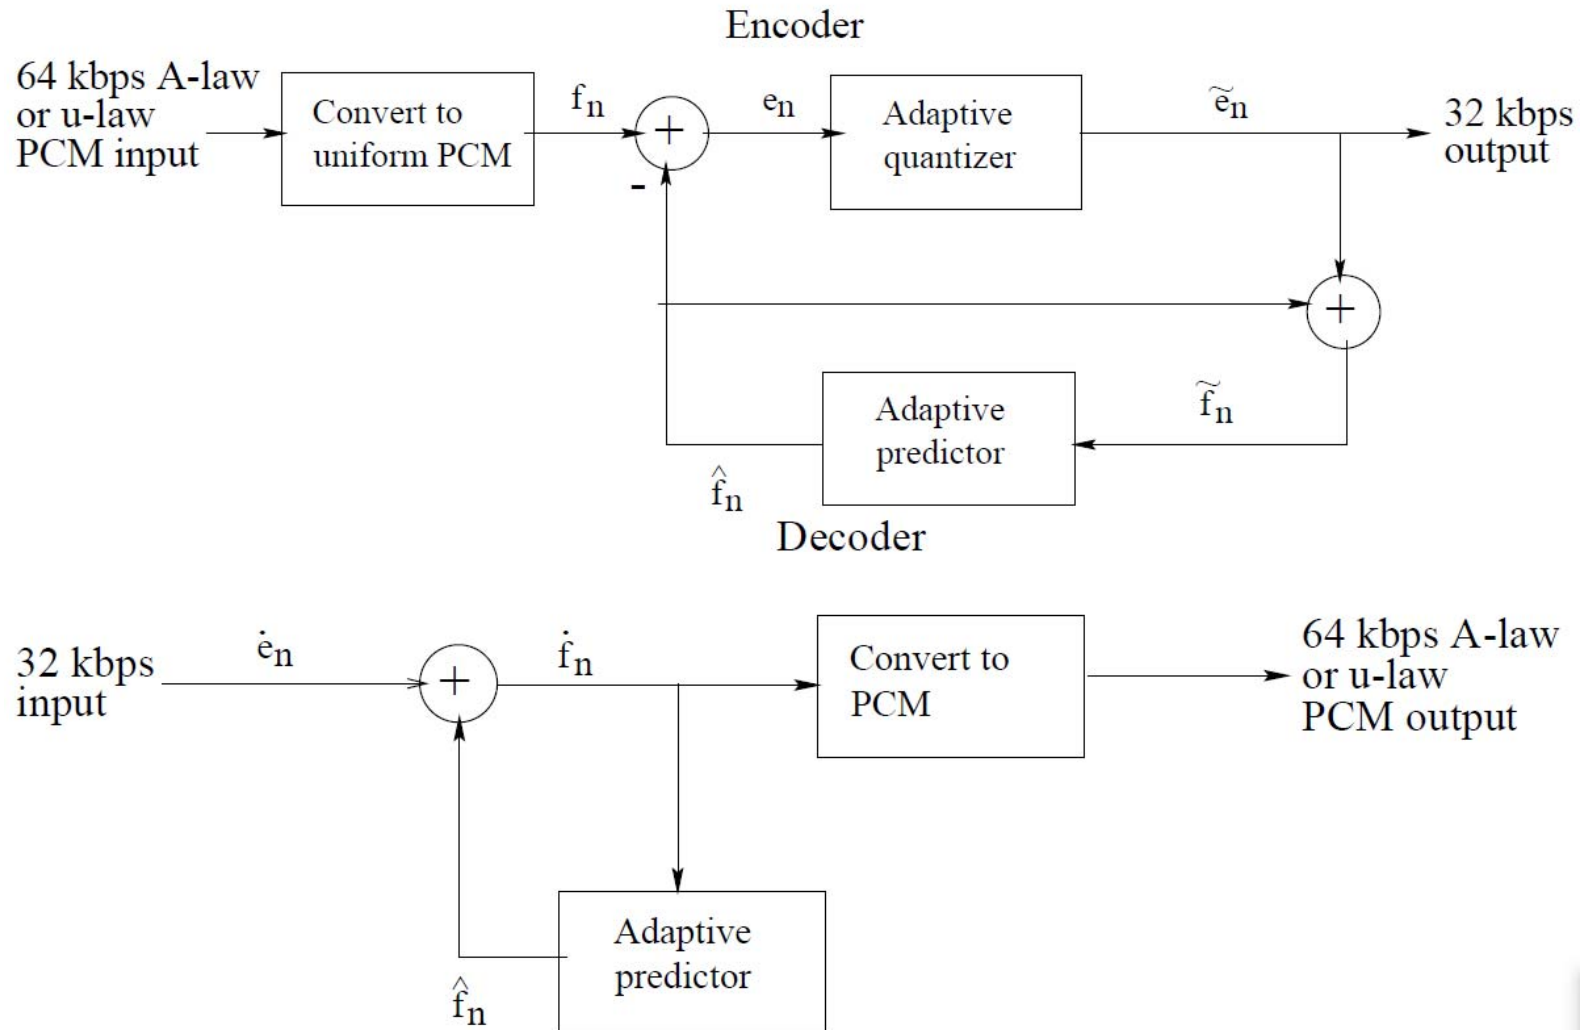 Encoder
64 kbps A-law
or u-law
PCM input
Convert to
uniform PCM
fn
+
-
en
Adaptive
quantizer
ẽn
32 kbps
output
+
f̃n
Adaptive
predictor
f̂n
Decoder
32 kbps
input
ėn
+
ḟn
Convert to
PCM
64 kbps A-law
or u-law
PCM output
Adaptive
predictor
f̂n